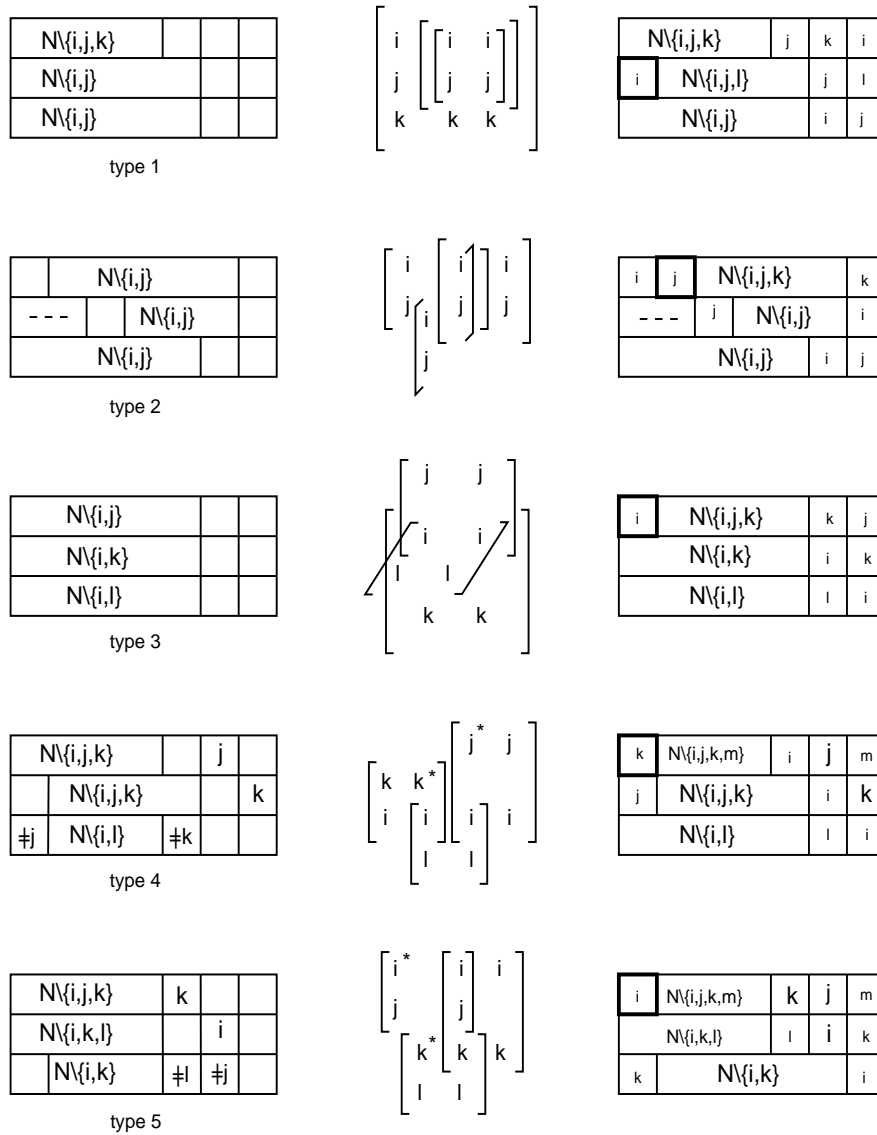 N\{i,j,k}
N\{i,j}
N\{i,j}
type 1
i i i
j j j
k k k
N\{i,j,k} j k i
i N\{i,j,l} j l
N\{i,j} i j
N\{i,j}
- - - N\{i,j}
N\{i,j}
type 2
i i i
j i j j
j
i j N\{i,j,k} k
- - - j N\{i,j} i
N\{i,j} i j
N\{i,j}
N\{i,k}
N\{i,l}
type 3
j j
i i
l l
k k
i N\{i,j,k} k j
N\{i,k} i k
N\{i,l} l i
N\{i,j,k} j
N\{i,j,k} k
ǂj N\{i,l} ǂk
type 4
j* j
k k*
i i i i
l l
k N\{i,j,k,m} i j m
j N\{i,j,k} i k
N\{i,l} l i
N\{i,j,k} k
N\{i,k,l} i
N\{i,k} ǂl ǂj
type 5
i* i i
j j
k* k k
l l
i N\{i,j,k,m} k j m
N\{i,k,l} l i k
k N\{i,k} i